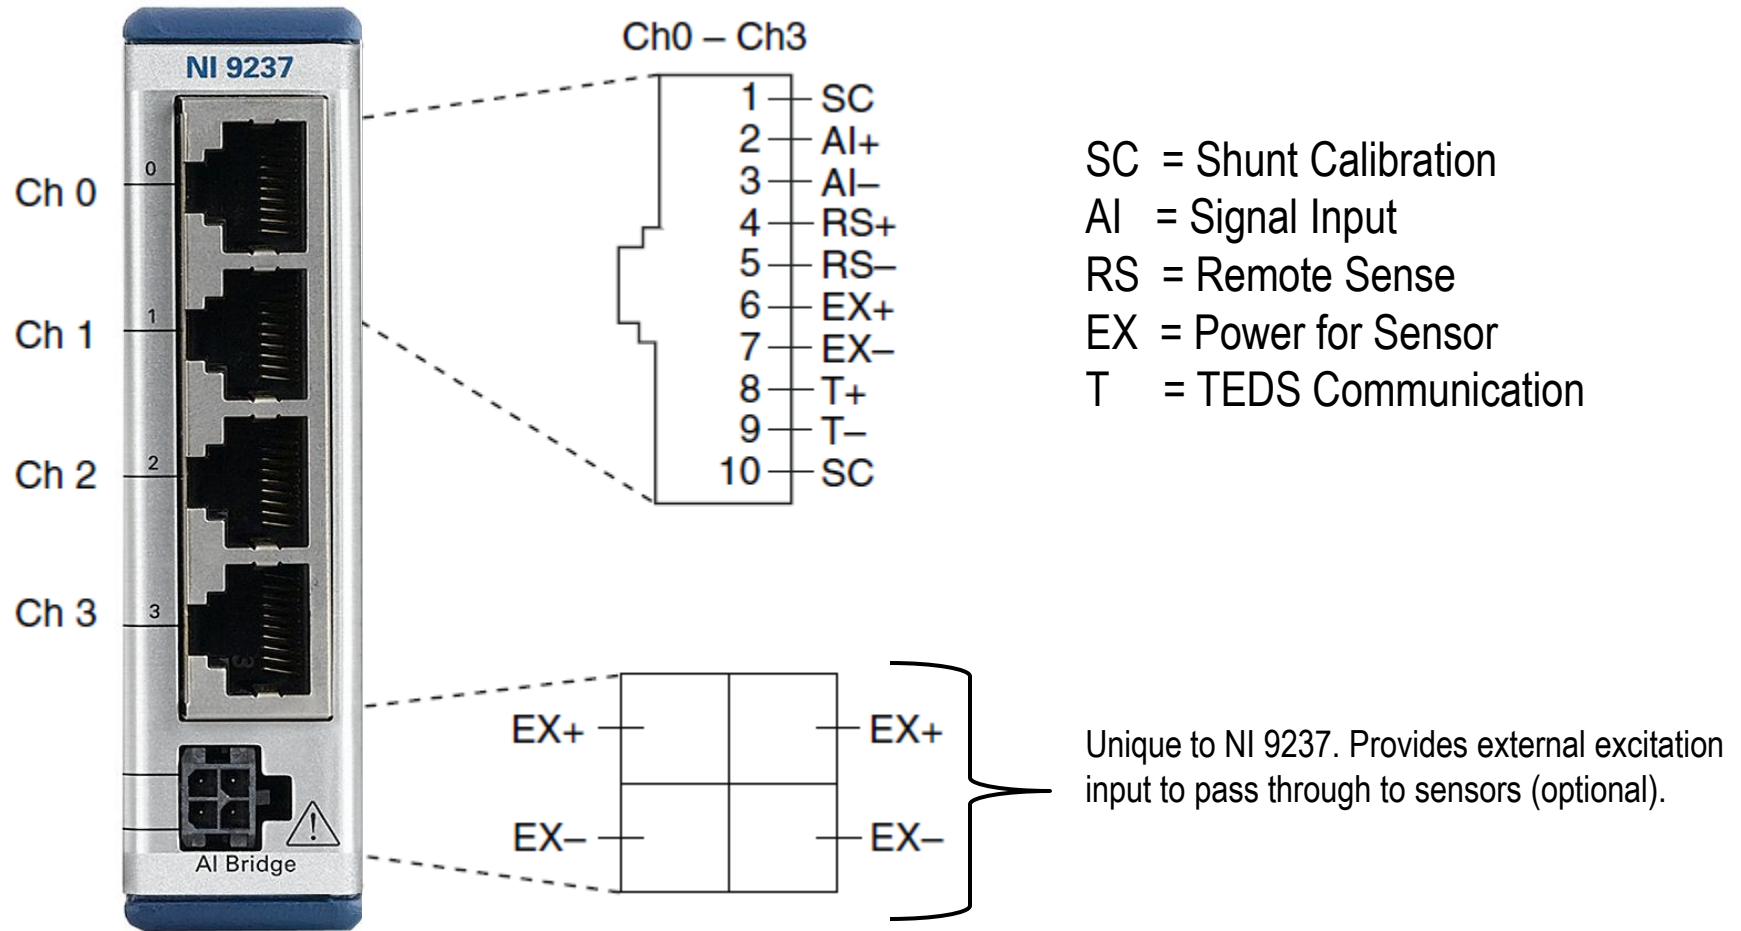 NI 9237
Ch 0
0
Ch 1
1
Ch 2
2
Ch 3
3
AI Bridge
Ch0 – Ch3
1 SC
2 AI+
3 AI–
4 RS+
5 RS–
6 EX+
7 EX–
8 T+
9 T–
10 SC
SC = Shunt Calibration
AI = Signal Input
RS = Remote Sense
EX = Power for Sensor
T = TEDS Communication
EX+ EX+
EX– EX–
Unique to NI 9237. Provides external excitation
input to pass through to sensors (optional).